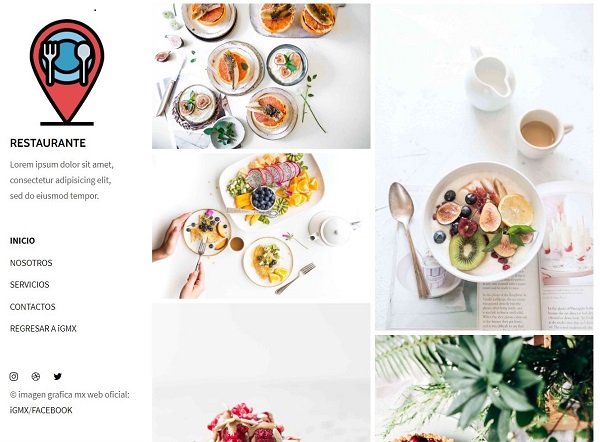 RESTAURANTE
Lorem ipsum dolor sit amet,
consectetur adipisicing elit,
sed do eiusmod tempor.
INICIO
NOSOTROS
SERVICIOS
CONTACTOS
REGRESAR A iGMX
© imagen grafica mx web oficial:
iGMX/FACEBOOK